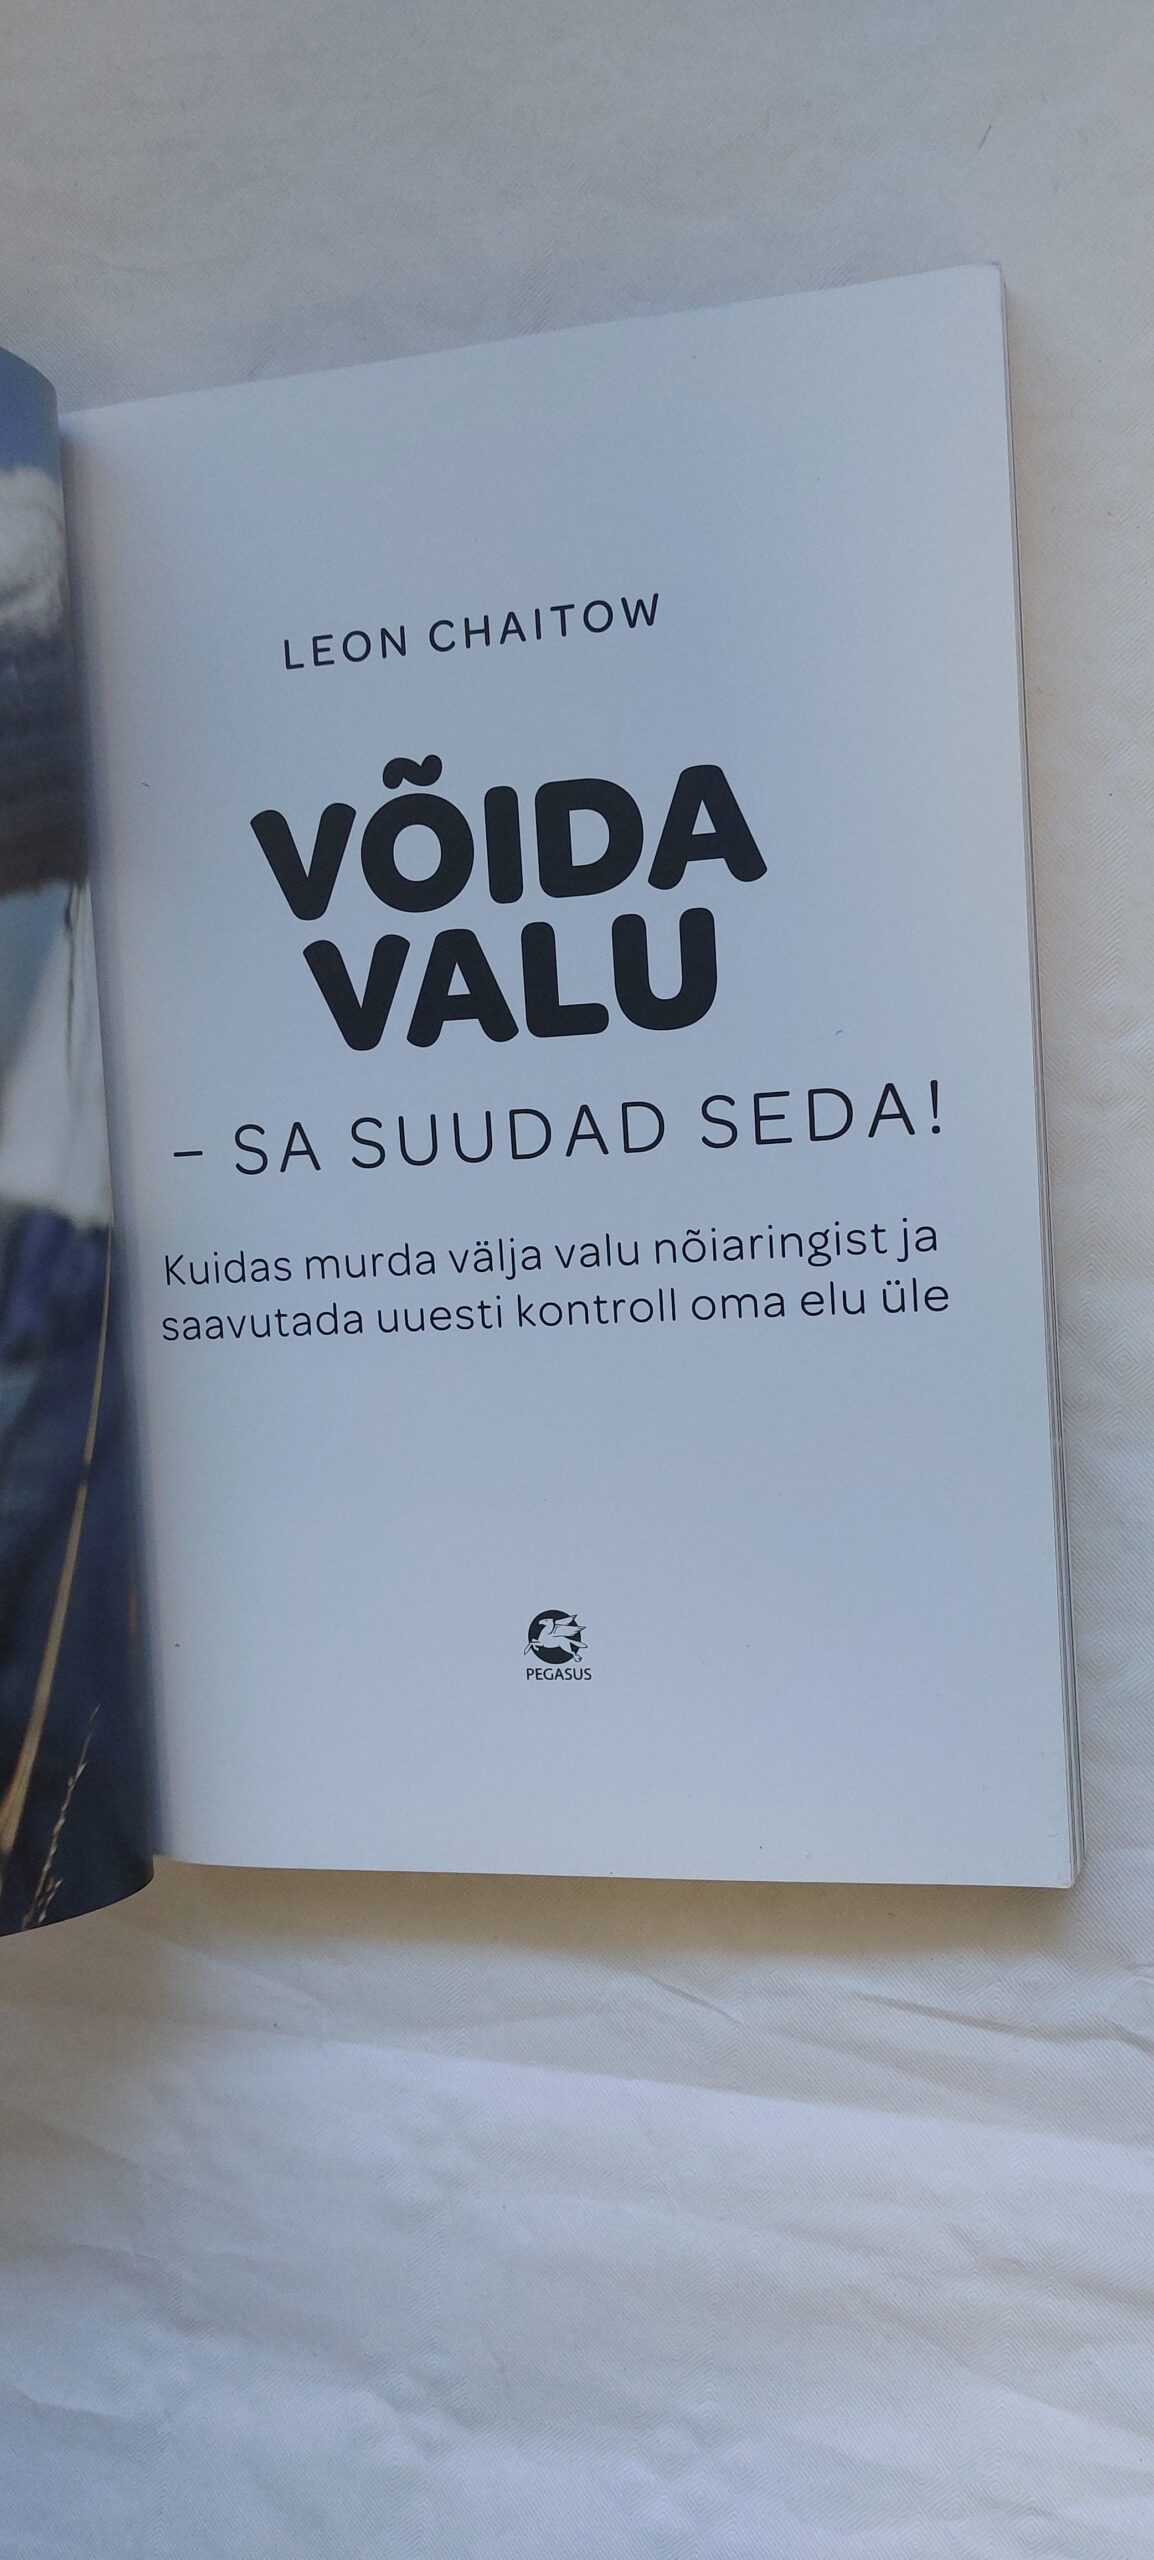 LEON CHAITOW
VÕIDA
VALU
– SA SUUDAD SEDA!
Kuidas murda välja valu nõiaringist ja
saavutada uuesti kontroll oma elu üle
PEGASUS